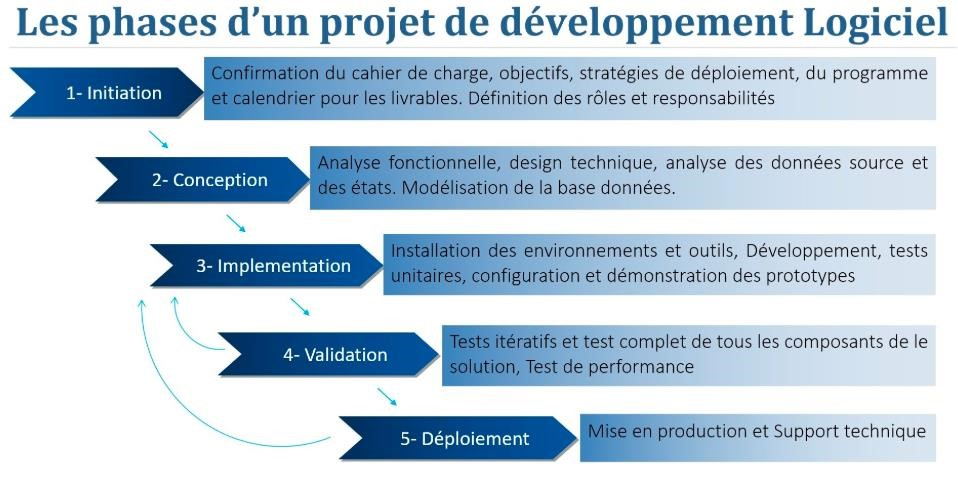 Les phases d’un projet de développement Logiciel
1- Initiation
Confirmation du cahier de charge, objectifs, stratégies de déploiement, du programme
et calendrier pour les livrables. Définition des rôles et responsabilités
2- Conception
Analyse fonctionnelle, design technique, analyse des données source et
des états. Modélisation de la base données.
3- Implementation
Installation des environnements et outils, Développement, tests
unitaires, configuration et démonstration des prototypes
4- Validation
Tests itératifs et test complet de tous les composants de le
solution, Test de performance
5- Déploiement
Mise en production et Support technique